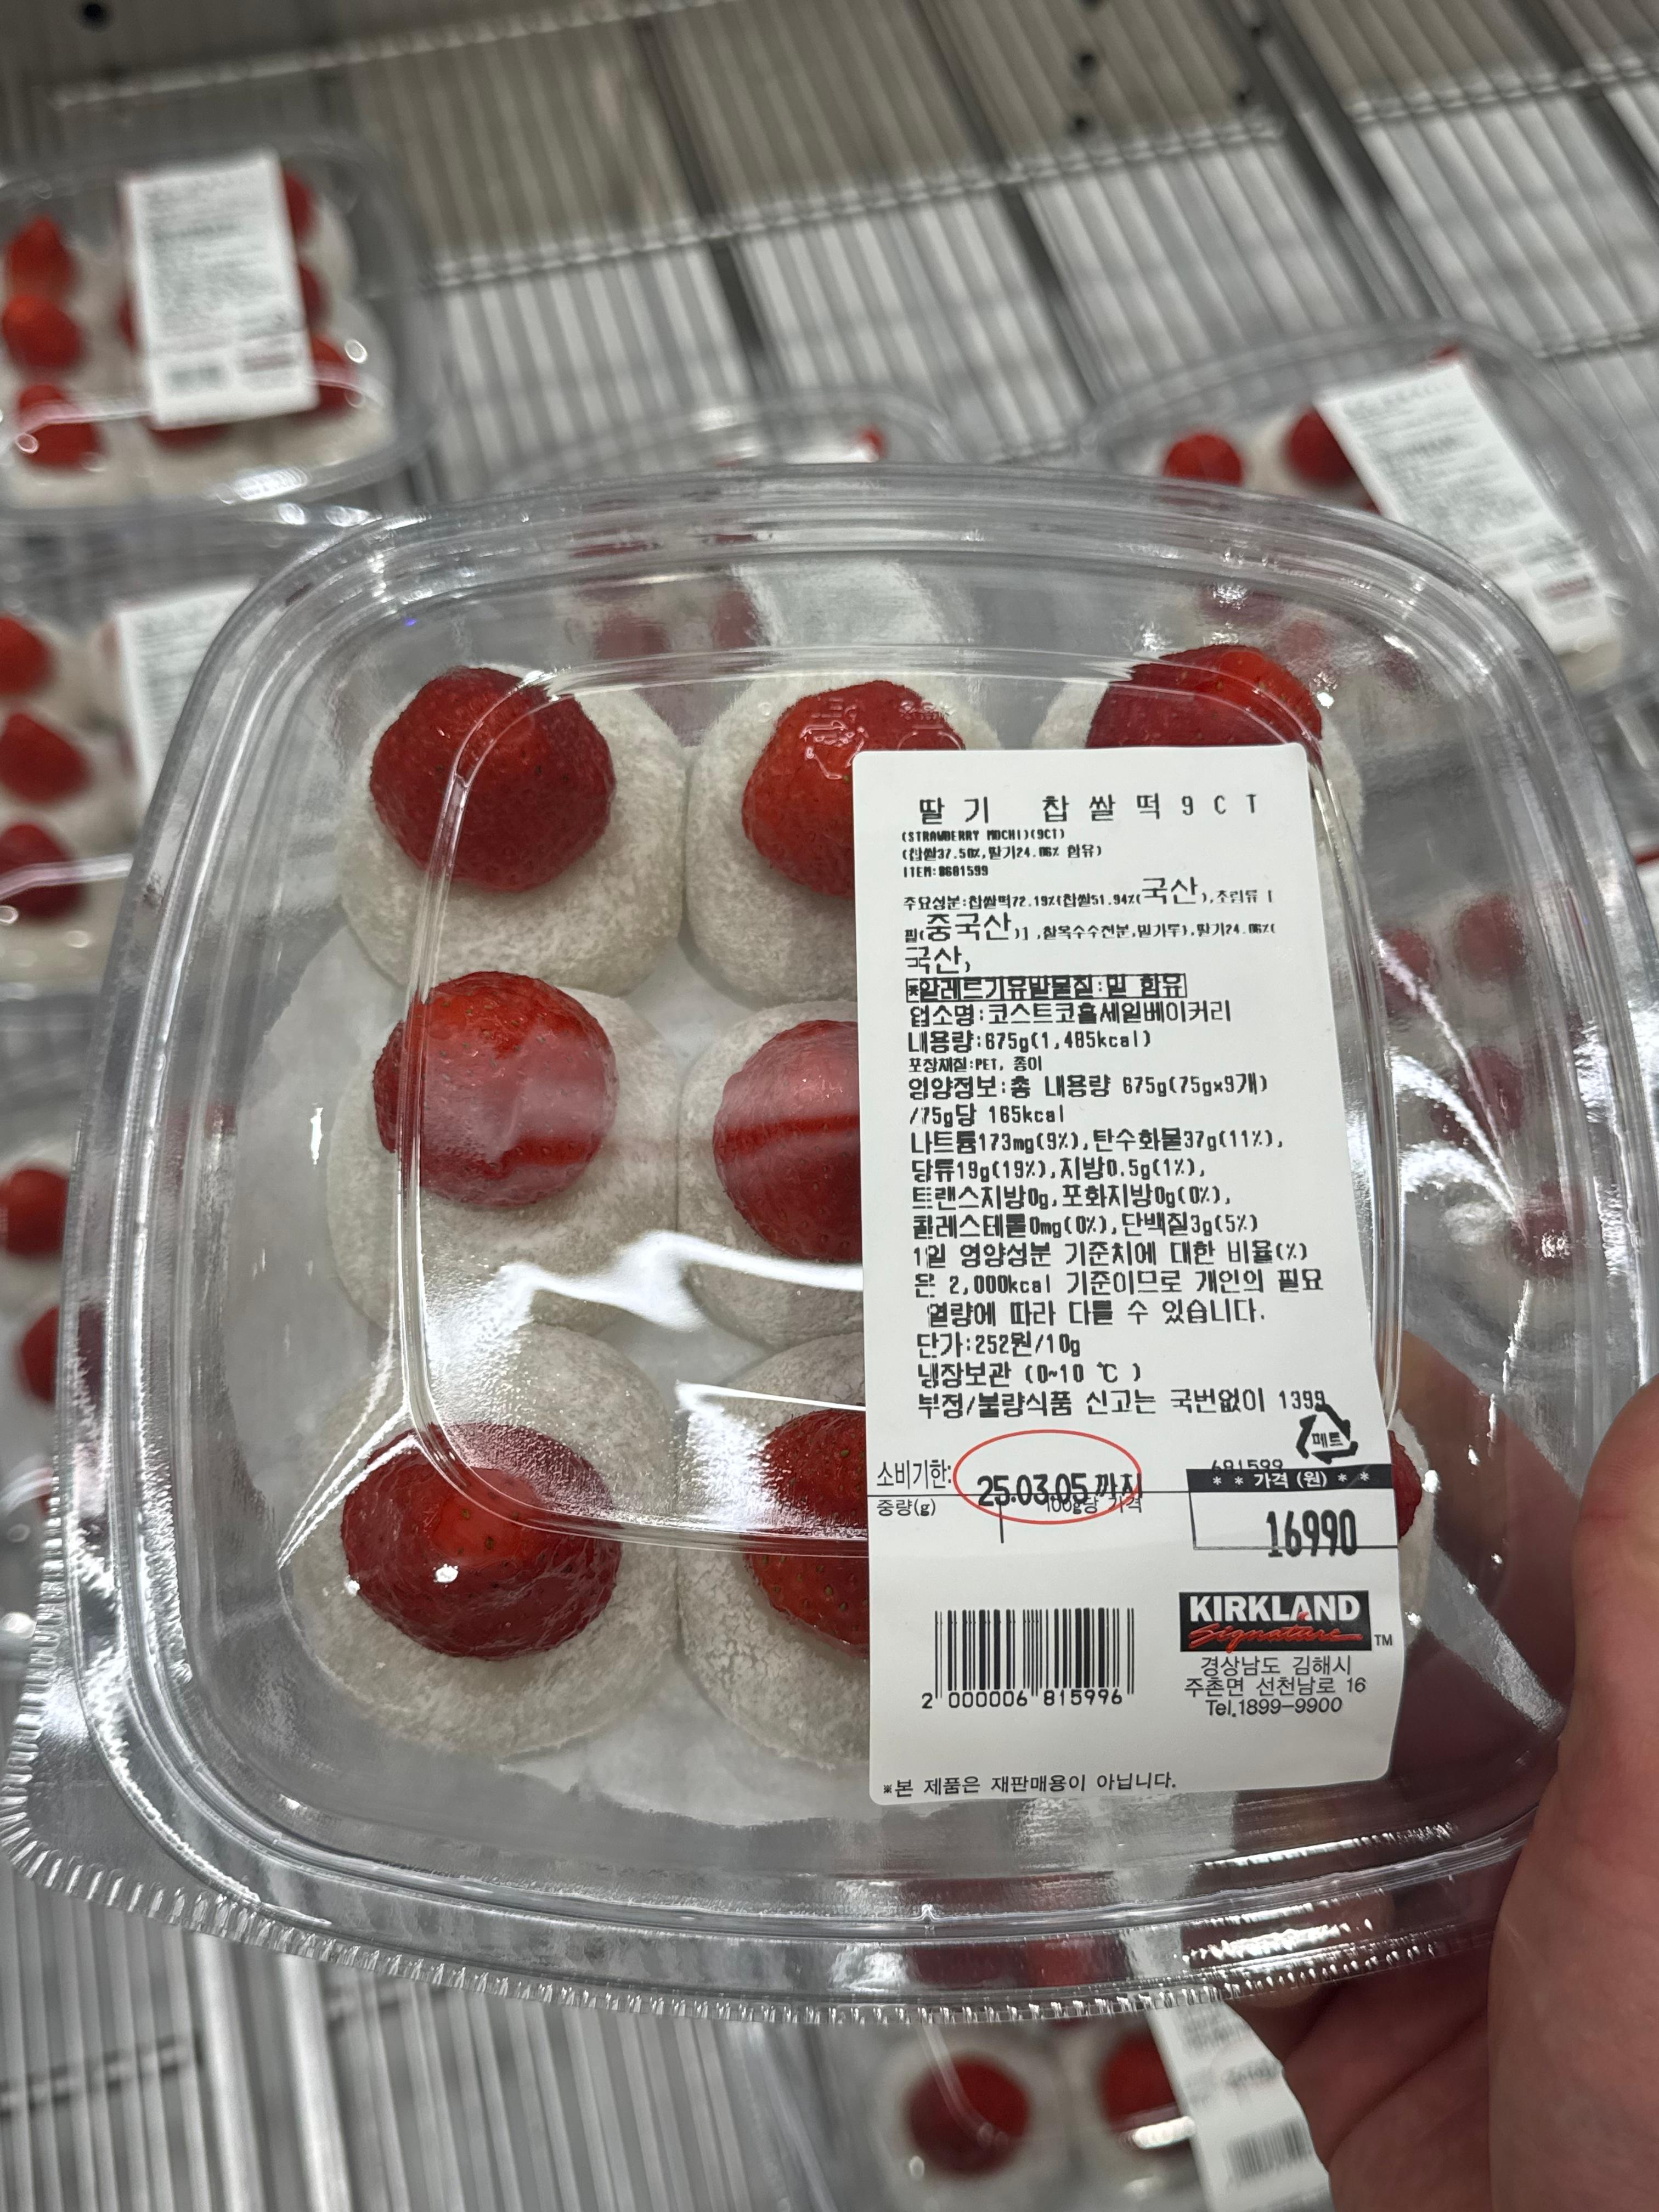 딸기 찹쌀떡9CT
(STRAWBERRY MOCHI)(9CT)
(찹쌀37.50%,딸기24.06% 함유)
ITEM:#681599
주요성분:찹쌀떡72.19%{찹쌀51.94%(국산),조림류 [
필(중국산)] ,찰옥수수전분,밀가루},딸기24.06%(
국산,
※알레르기유발물질:밀 함유
업소명:코스트코홀세일베이커리
내용량:675g(1,485kcal)
포장재질:PET, 종이
영양정보:총 내용량 675g(75gx9개)
/75g당 165kcal
나트륨173mg(9%),탄수화물37g(11%),
당류19g(19%),지방0.5g(1%),
트랜스지방0g,포화지방0g(0%),
콜레스테롤0mg(0%),단백질3g(5%)
1일 영양성분 기준치에 대한 비율(%)
은 2,000kcal 기준이므로 개인의 필요
열량에 따라 다를 수 있습니다.
단가:252원/10g
냉장보관 (0~10 ℃ )
부정/불량식품 신고는 국번없이 1399
페트
681599
소비기한: 25.03.05 까지
** 가격 (원) **
중량(g) 100g당 가격
16990
KIRKLAND
Signature ™
2 000006 815996
경상남도 김해시
주촌면 선천남로 16
Tel.1899-9900
※본 제품은 재판매용이 아닙니다.